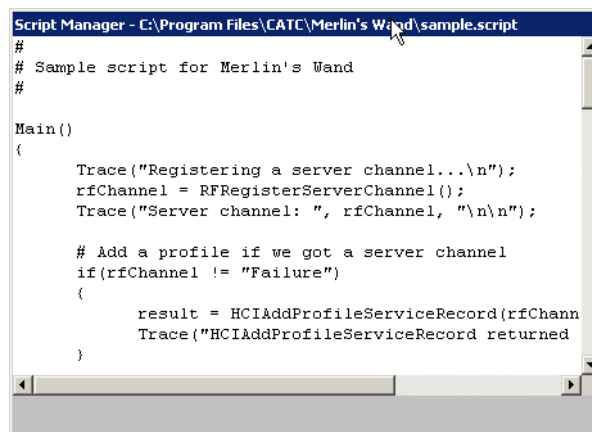 Script Manager - C:\Program Files\CATC\Merlin's Wand\sample.script
#
# Sample script for Merlin's Wand
#
Main()
{
Trace("Registering a server channel...\n");
rfChannel = RFRegisterServerChannel();
Trace("Server channel: ", rfChannel, "\n\n");
# Add a profile if we got a server channel
if(rfChannel != "Failure")
{
result = HCIAddProfileServiceRecord(rfChann
Trace("HCIAddProfileServiceRecord returned
}